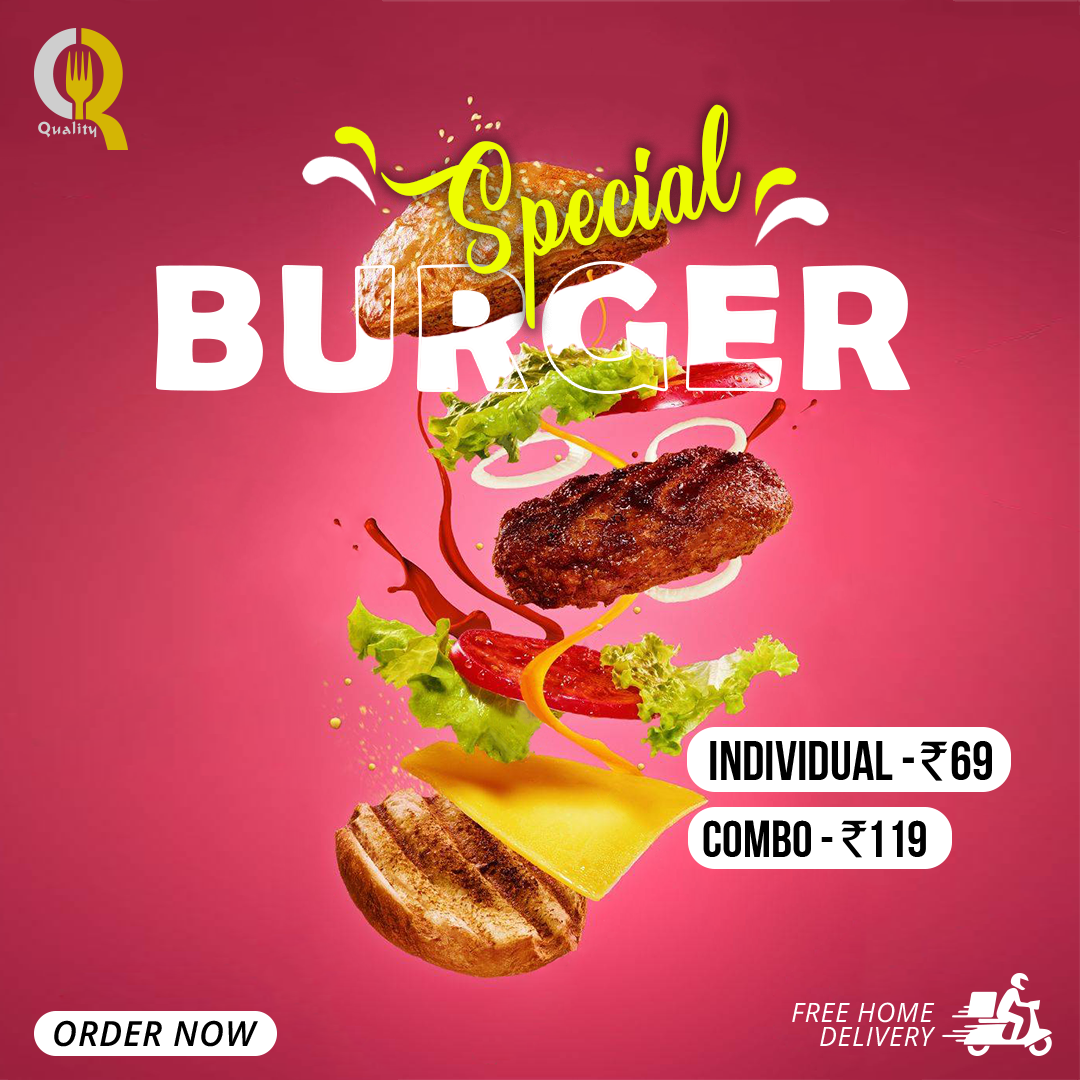 Quality
Special
BURGER
INDIVIDUAL - ₹69
COMBO - ₹119
ORDER NOW
FREE HOME
DELIVERY